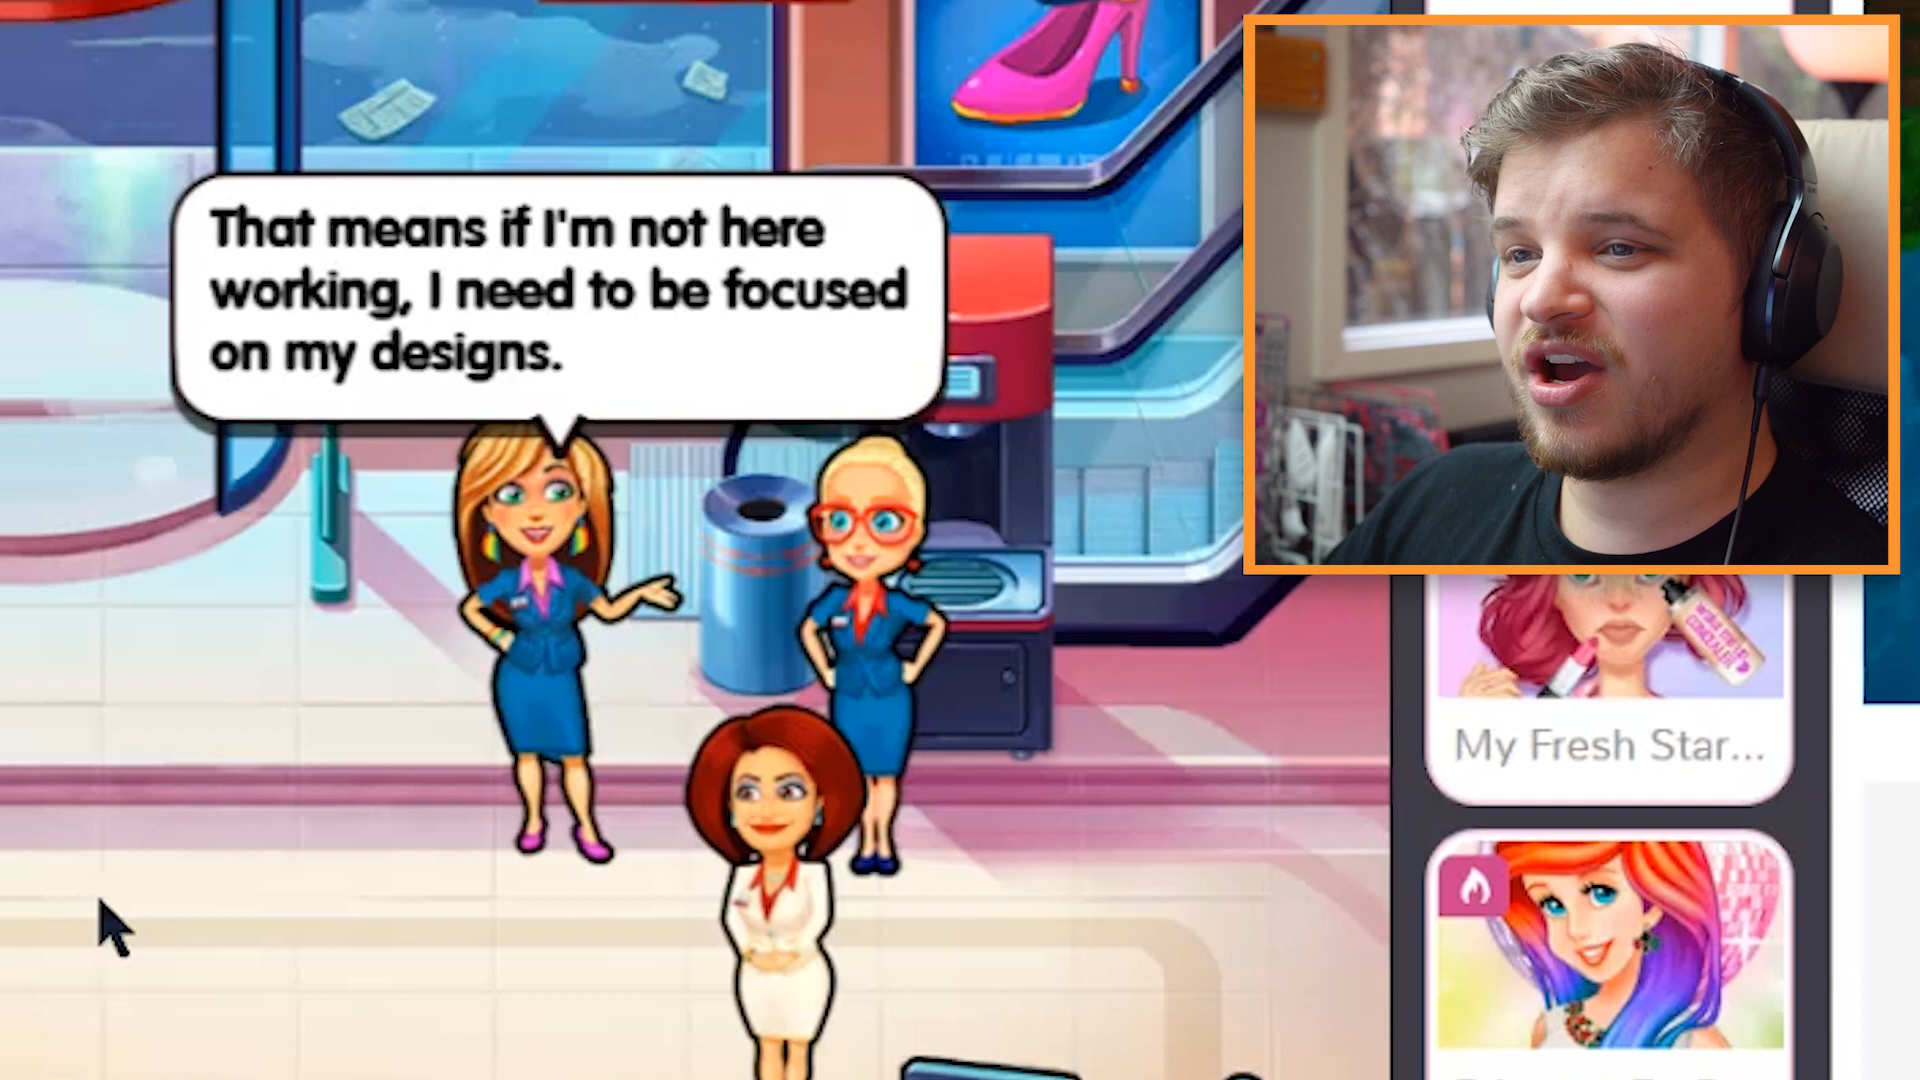 That means if I'm not here
working, I need to be focused
on my designs.
My Fresh Star...